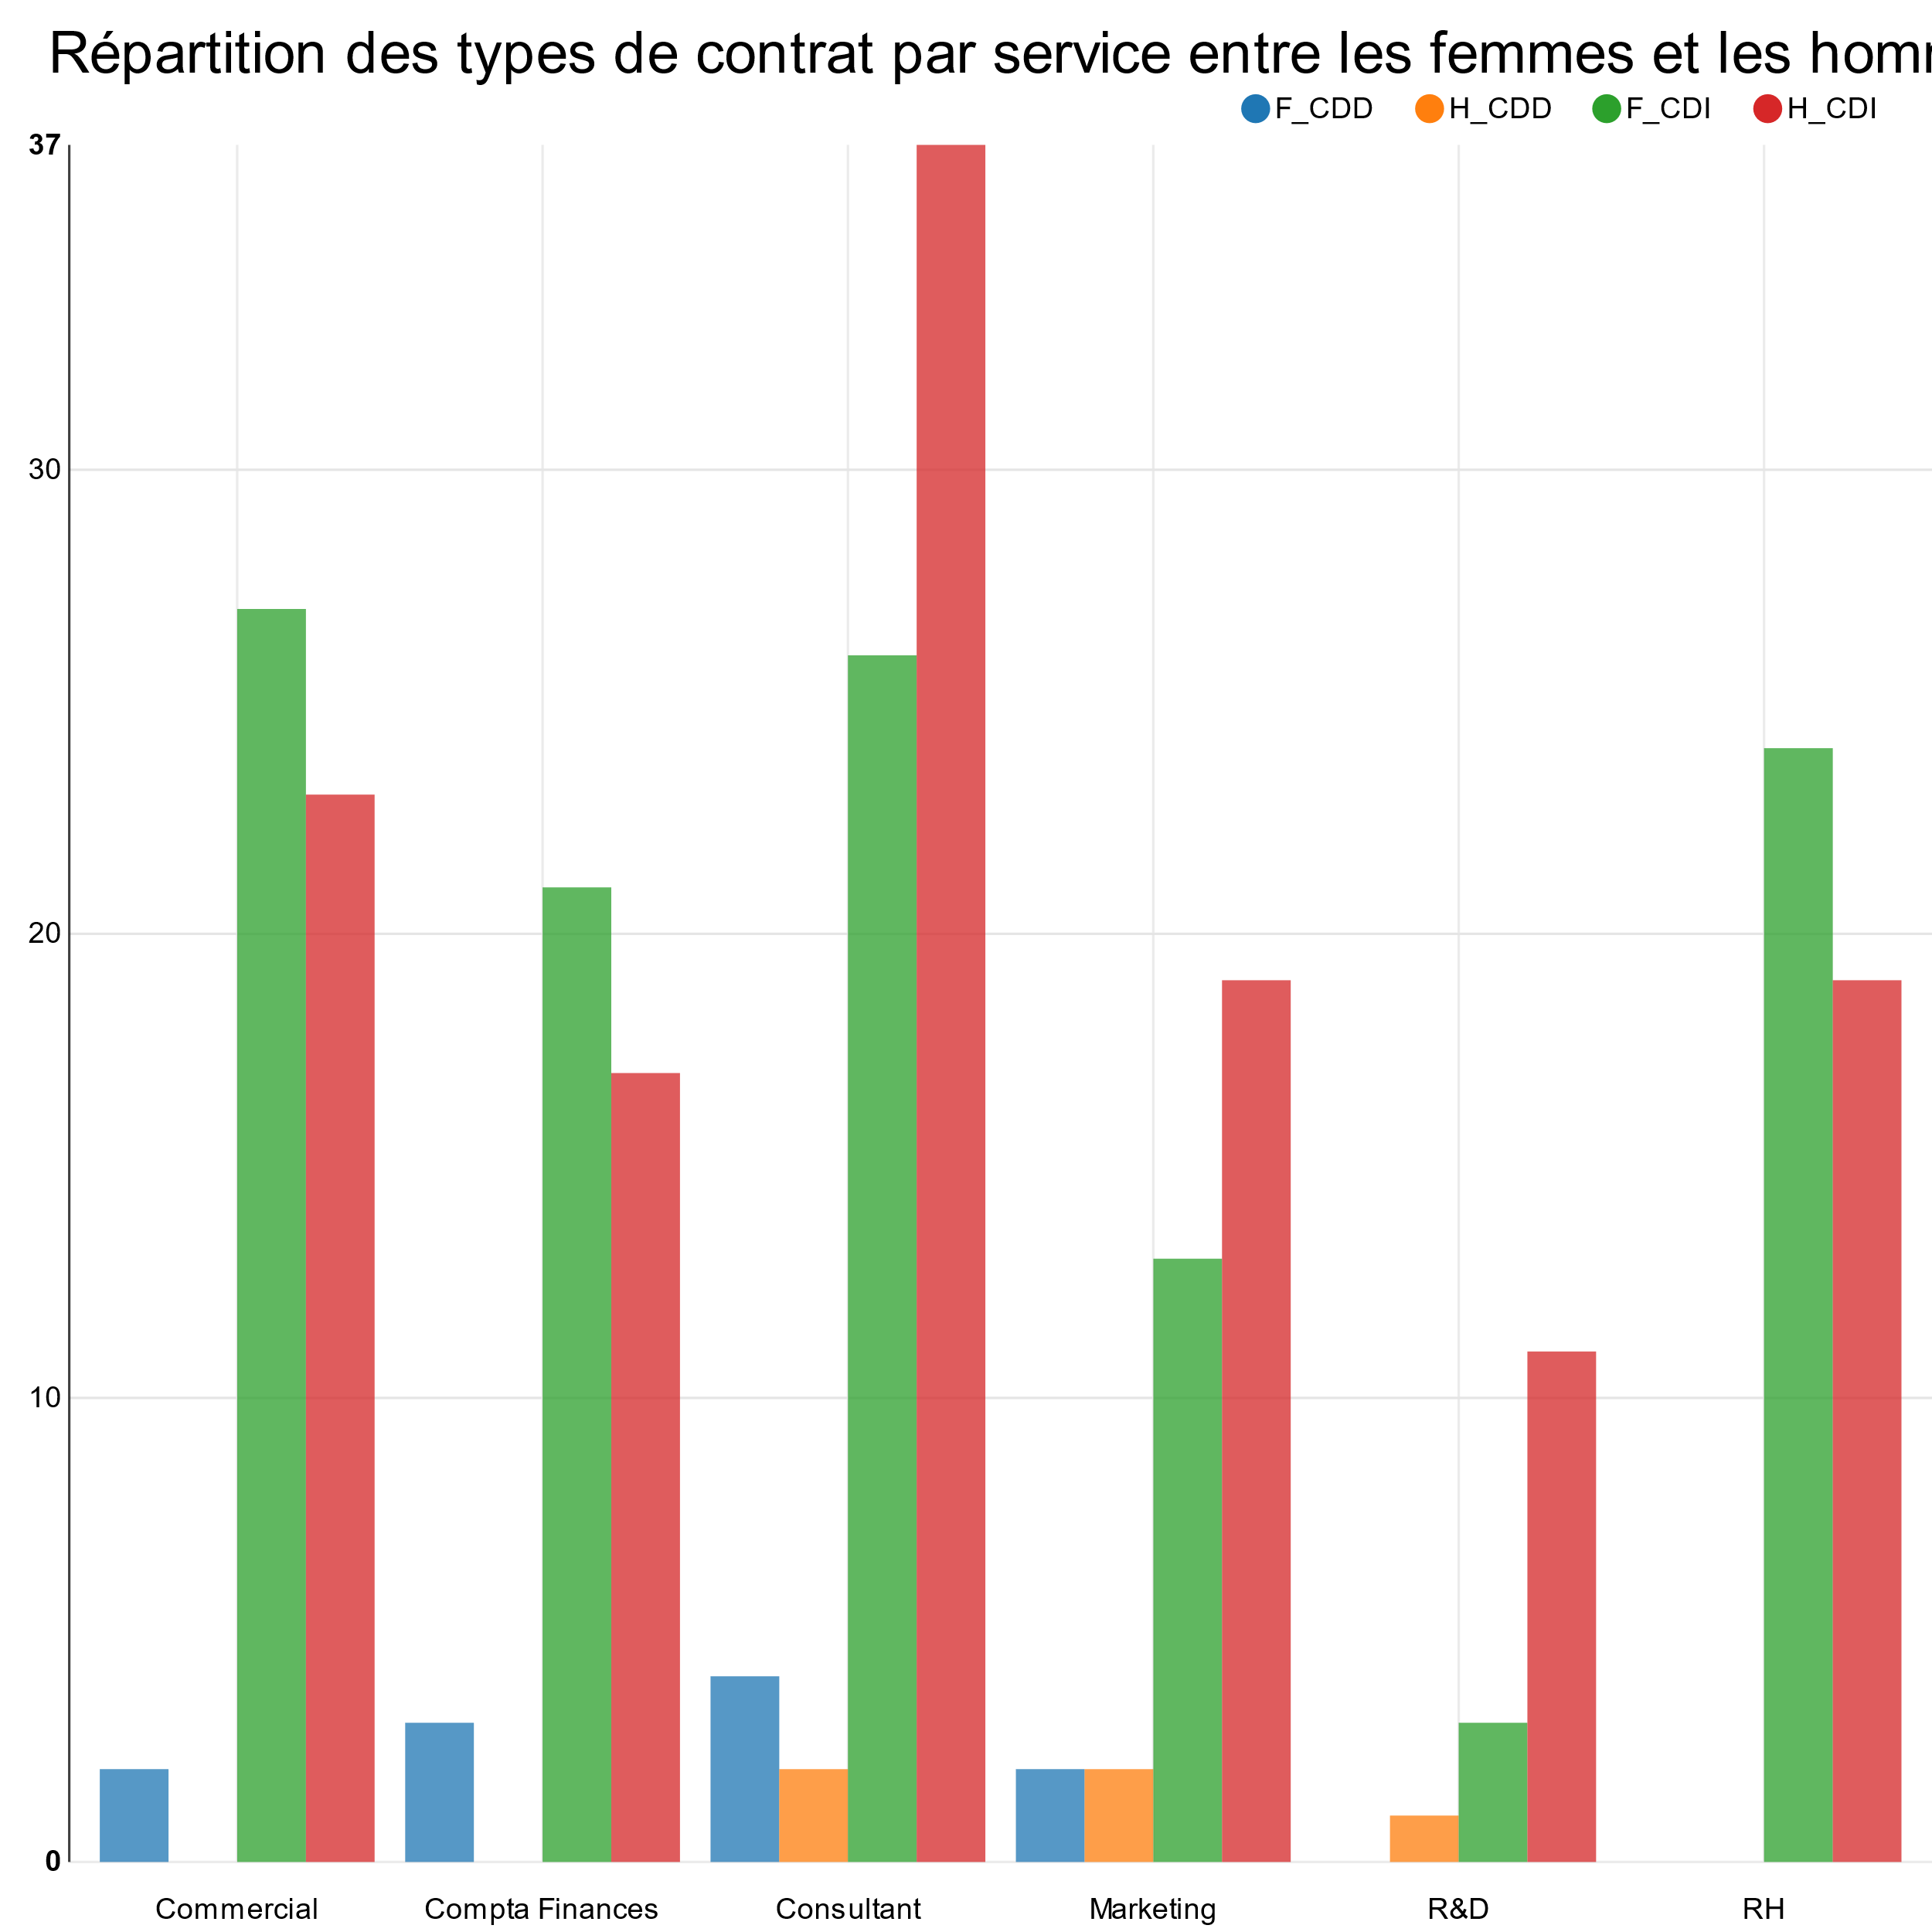 Répartition des types de contrat par service entre les femmes et les
F_CDD H_CDD F_CDI H_CDI
37
30
20
10
0
Commercial Compta Finances Consultant Marketing R&D RH